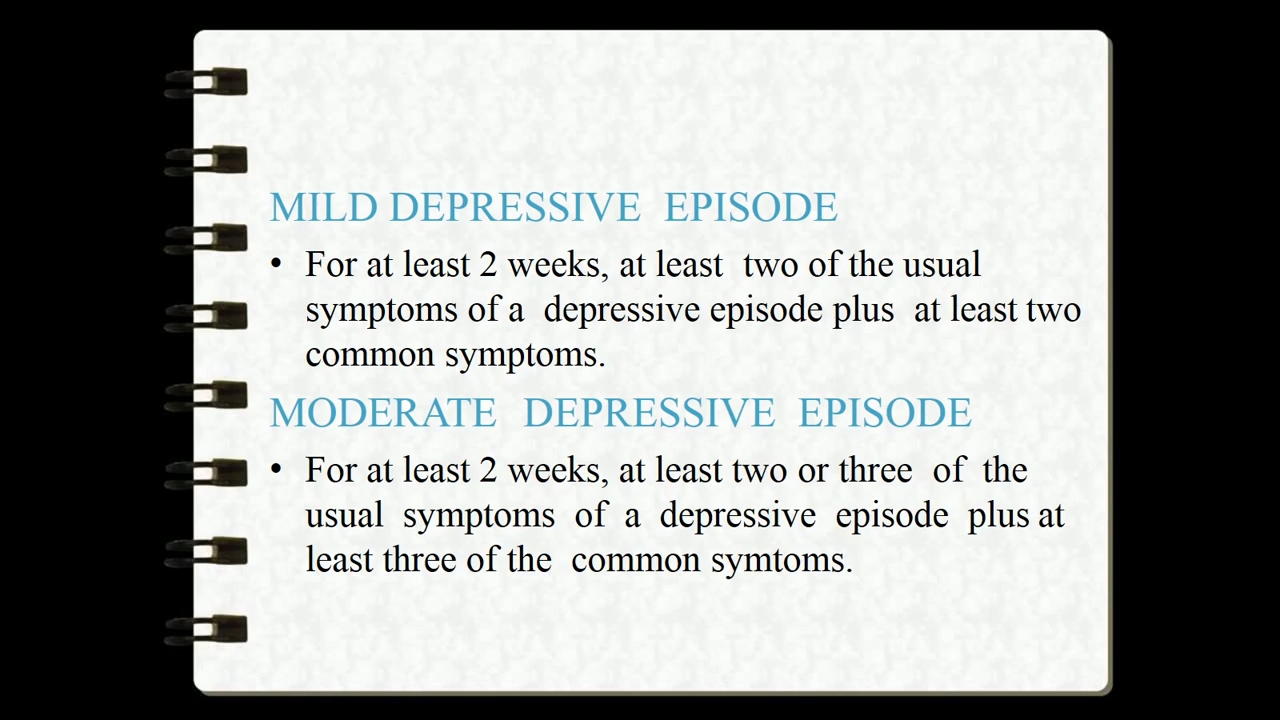 MILD DEPRESSIVE EPISODE
• For at least 2 weeks, at least two of the usual
symptoms of a depressive episode plus at least two
common symptoms.
MODERATE DEPRESSIVE EPISODE
• For at least 2 weeks, at least two or three of the
usual symptoms of a depressive episode plus at
least three of the common symtoms.